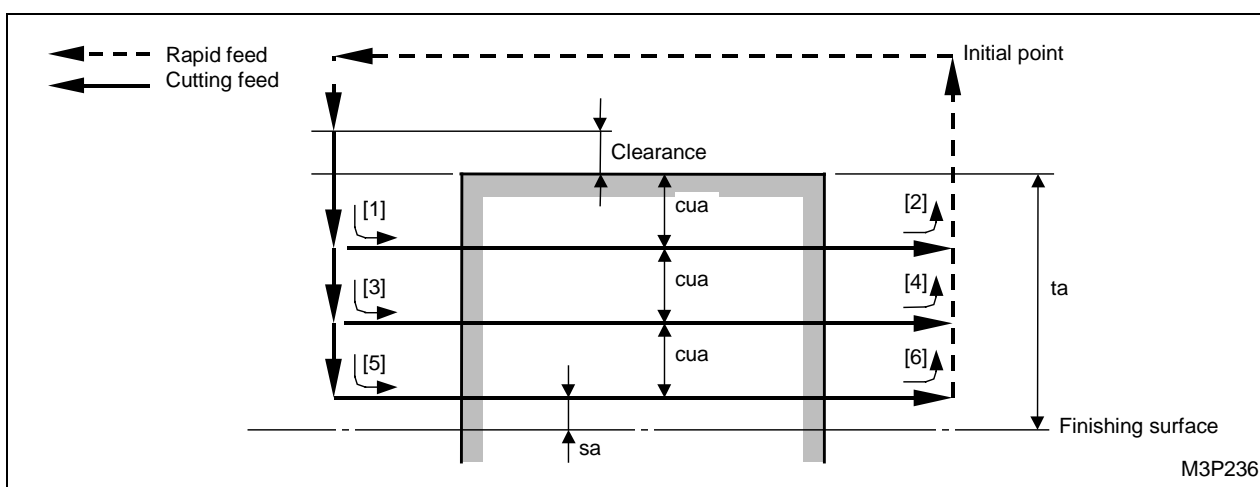 Rapid feed
Initial point
Cutting feed
Clearance
[1]
cua
[2]
[3]
cua
[4]
ta
[5]
cua
[6]
sa
Finishing surface
M3P236